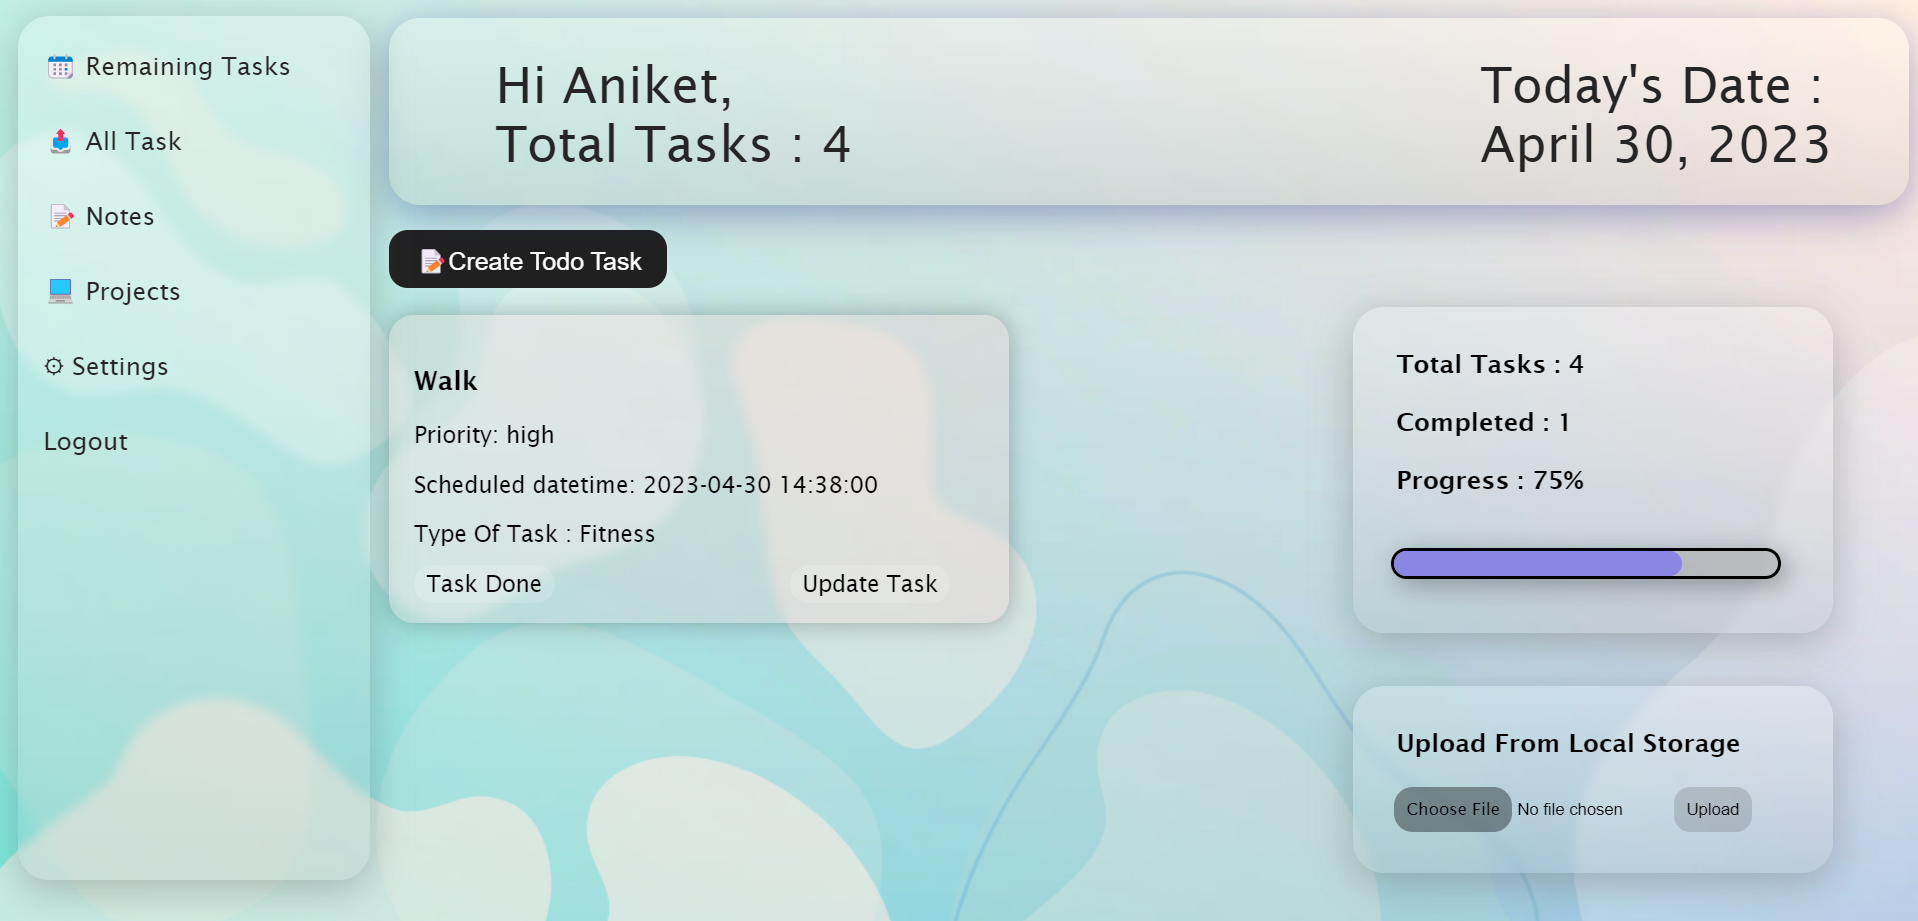 Remaining Tasks
All Task
Notes
Projects
⚙ Settings
Logout
Hi Aniket,
Total Tasks : 4
Today's Date :
April 30, 2023
Create Todo Task
Walk
Priority: high
Scheduled datetime: 2023-04-30 14:38:00
Type Of Task : Fitness
Task Done
Update Task
Total Tasks : 4
Completed : 1
Progress : 75%
Upload From Local Storage
Choose File No file chosen
Upload